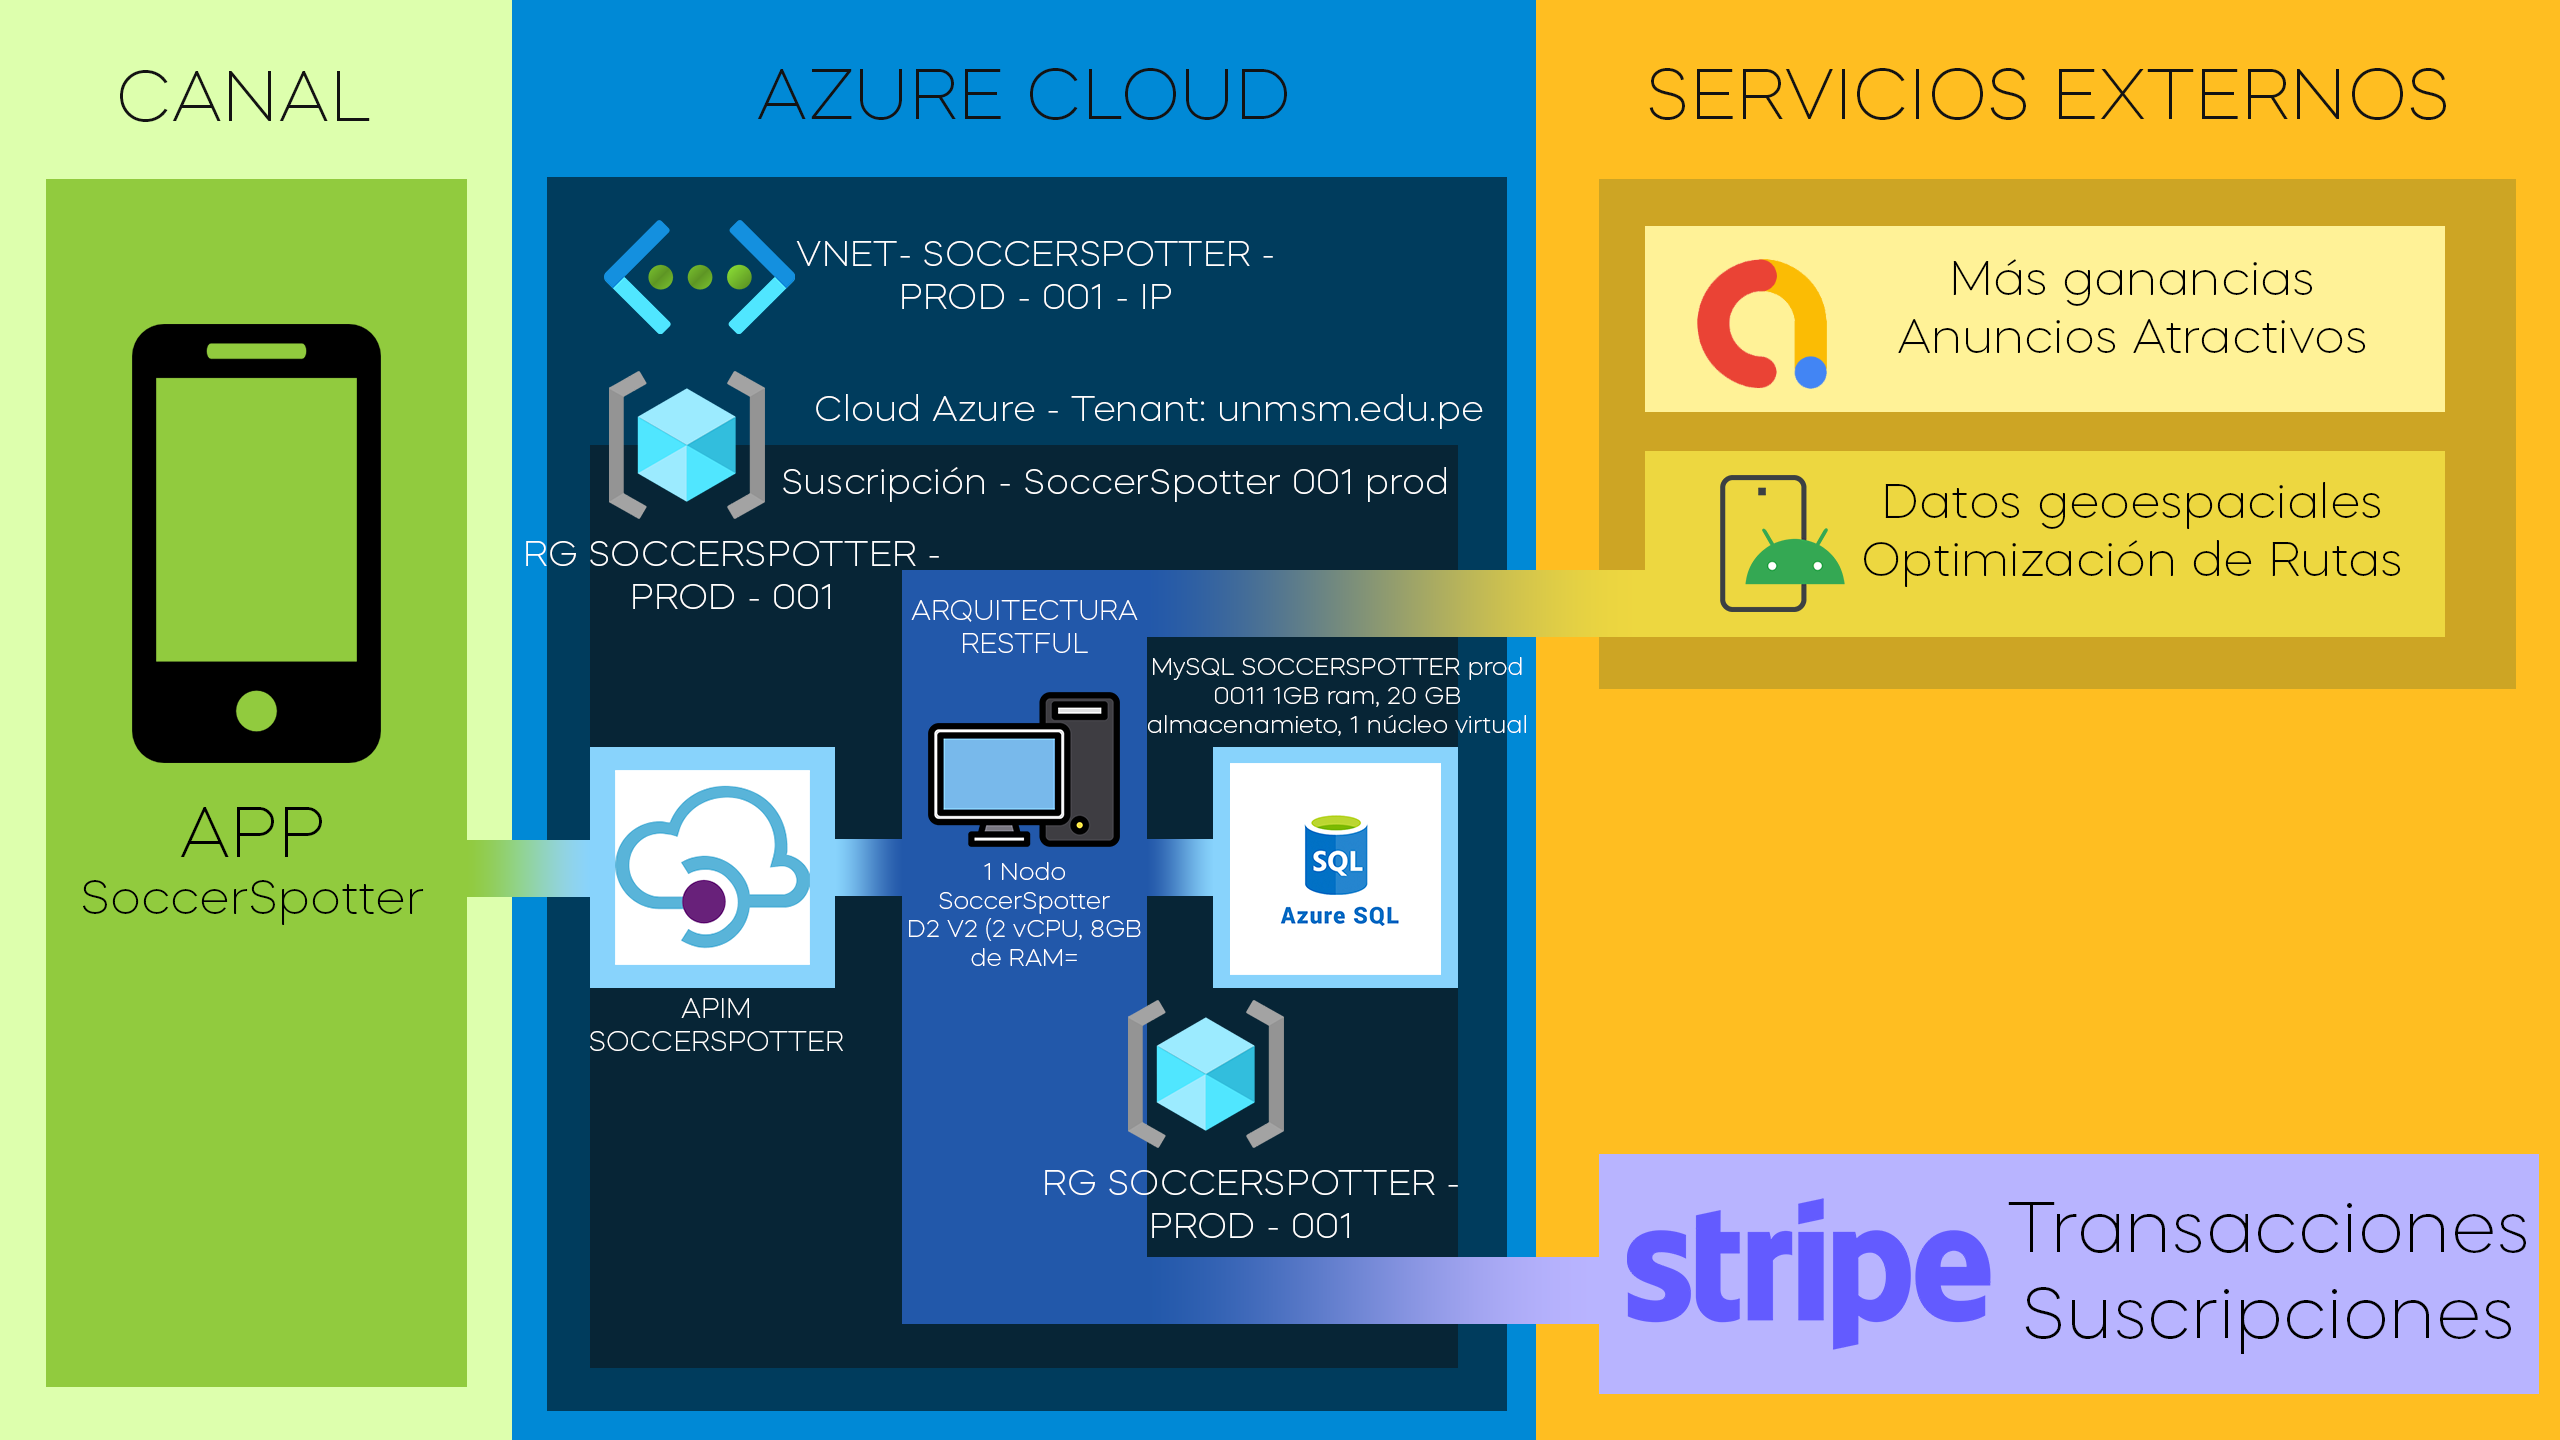 CANAL
APP
SoccerSpotter
AZURE CLOUD
VNET- SOCCERSPOTTER -
PROD - 001 - IP
Cloud Azure - Tenant: unmsm.edu.pe
Suscripción - SoccerSpotter 001 prod
RG SOCCERSPOTTER -
PROD - 001
ARQUITECTURA
RESTFUL
1 Nodo
SoccerSpotter
D2 V2 (2 vCPU, 8GB
de RAM=
MySQL SOCCERSPOTTER prod
0011 1GB ram, 20 GB
almacenamieto, 1 núcleo virtual
SQL
Azure SQL
APIM
SOCCERSPOTTER
RG SOCCERSPOTTER -
PROD - 001
SERVICIOS EXTERNOS
Más ganancias
Anuncios Atractivos
Datos geoespaciales
Optimización de Rutas
stripe
Transacciones
Suscripciones